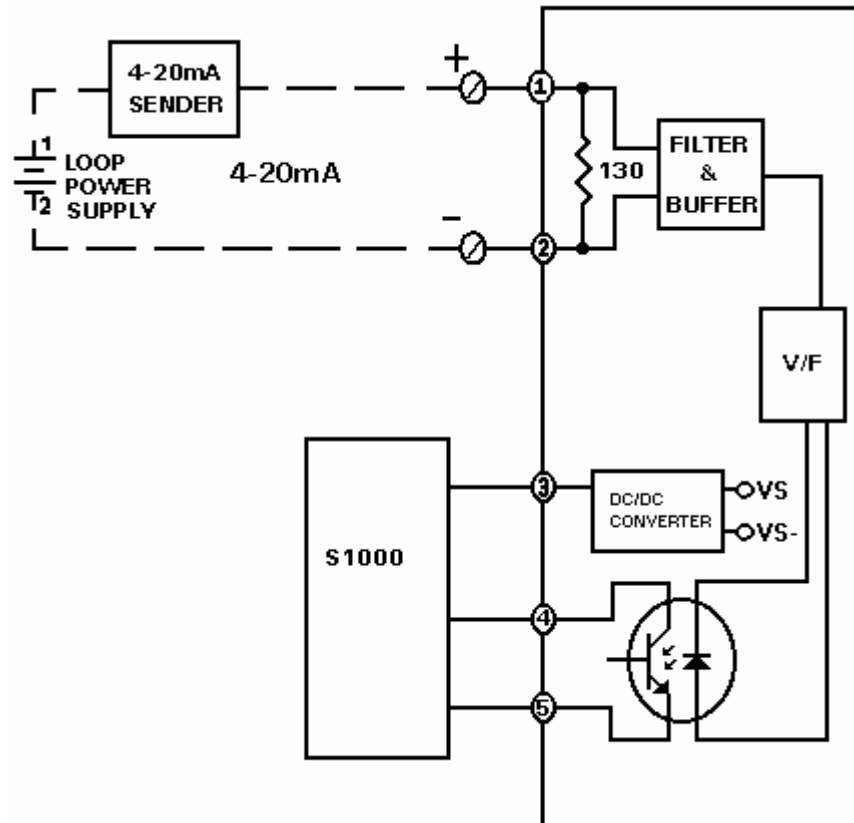 4-20mA
SENDER
+
1
1
LOOP
POWER
SUPPLY
2
4-20mA
130
FILTER
&
BUFFER
-
2
V/F
3
DC/DC
CONVERTER
VS
VS-
S1000
4
5